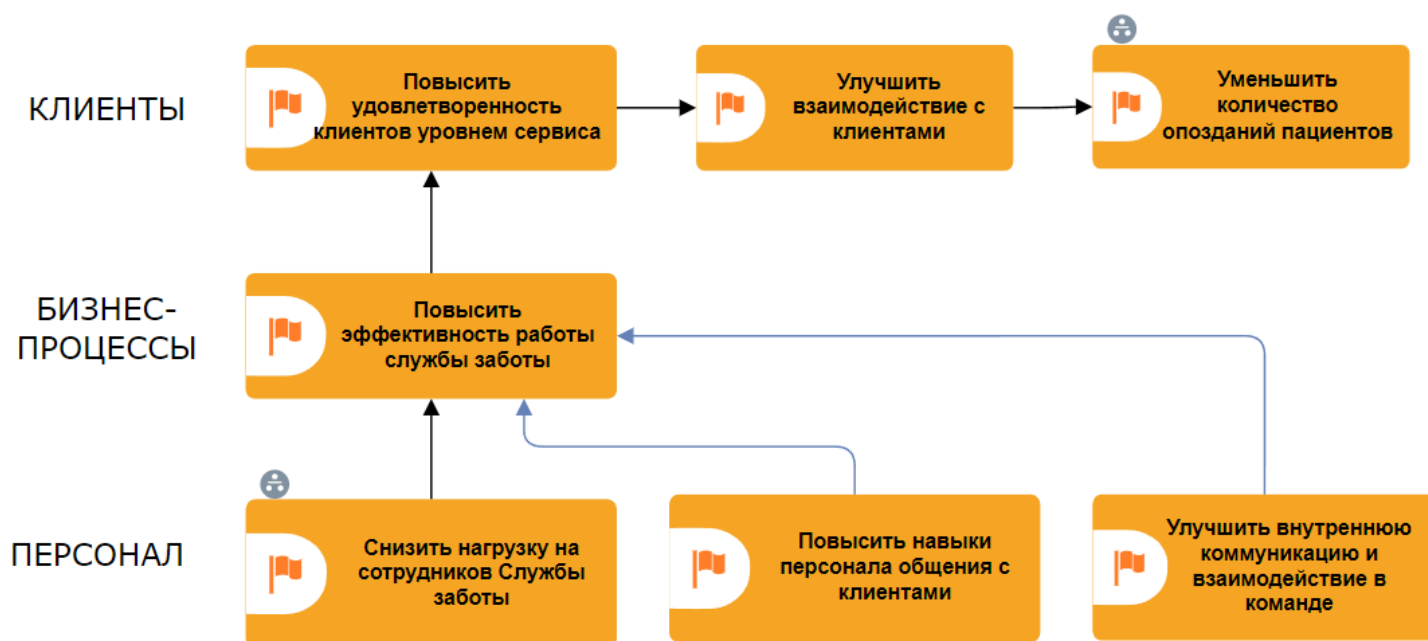 КЛИЕНТЫ
Повысить
удовлетворенность
клиентов уровнем сервиса
Улучшить
взаимодействие с
клиентами
Уменьшить
количество
опозданий пациентов
БИЗНЕС-
ПРОЦЕССЫ
Повысить
эффективность работы
службы заботы
ПЕРСОНАЛ
Снизить нагрузку на
сотрудников Службы
заботы
Повысить навыки
персонала общения с
клиентами
Улучшить внутреннюю
коммуникацию и
взаимодействие в
команде